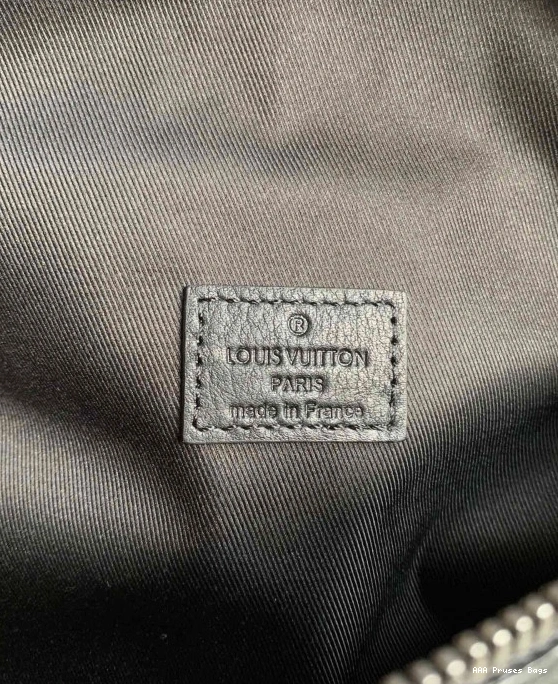 ®
LOUIS VUITTON
PARIS
made in France
AAA Pruses Bags